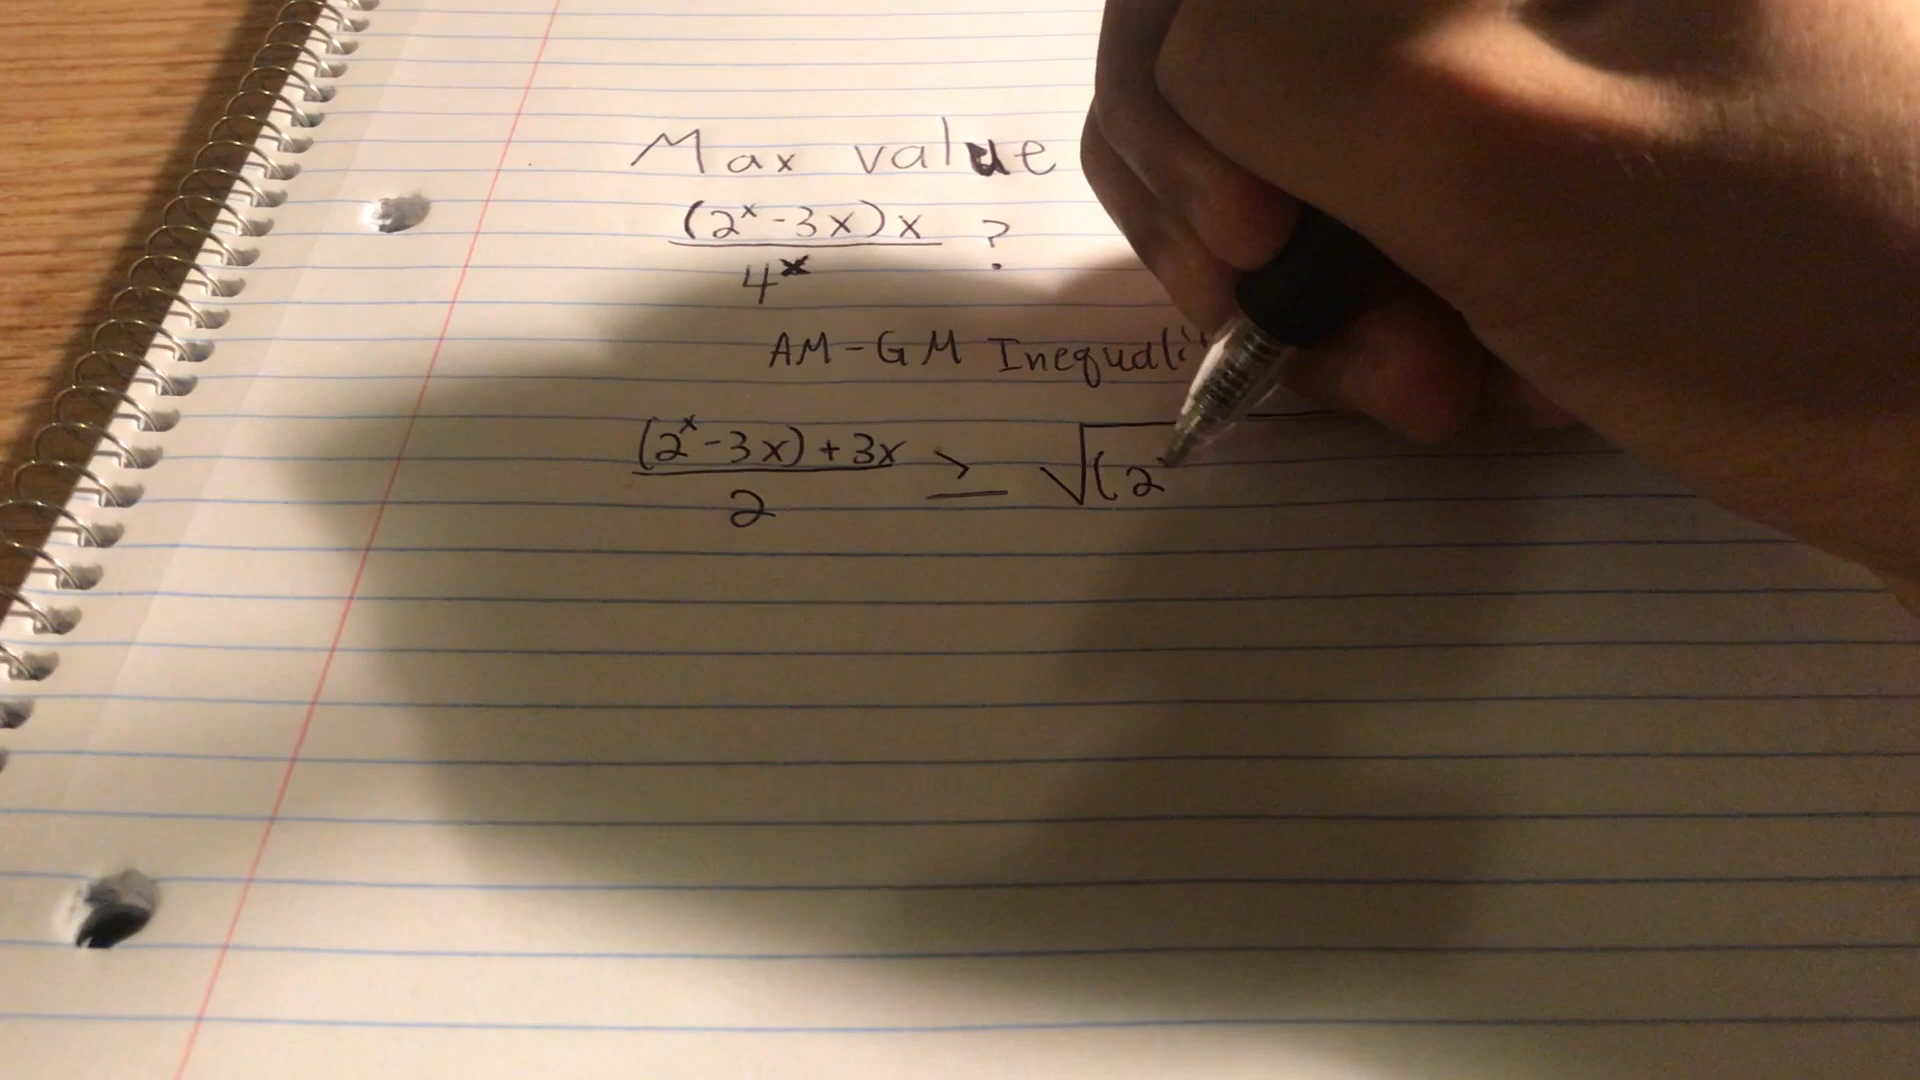 Max value
(2^x - 3x)x / 4^x ?
AM-GM Inequali
((2^x - 3x) + 3x) / 2 ≥ √(2